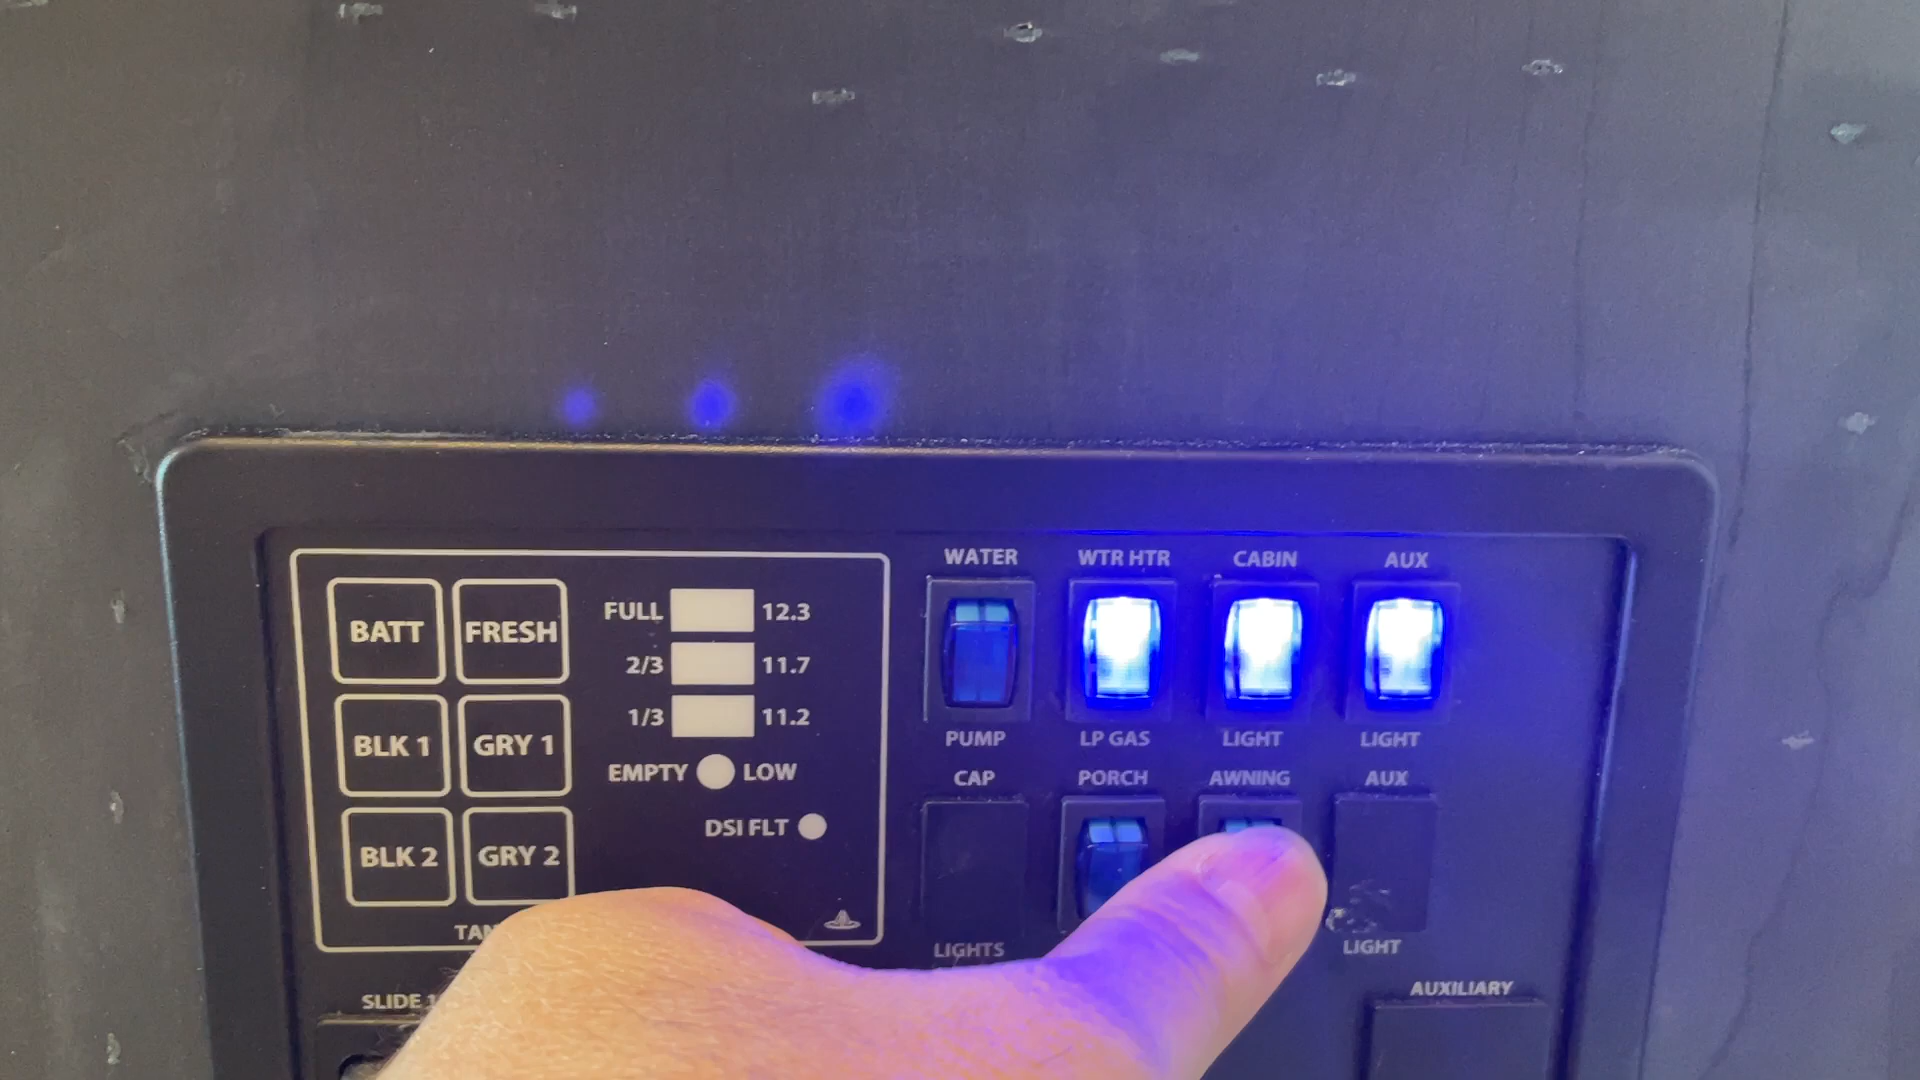 BATT FRESH
BLK 1 GRY 1
BLK 2 GRY 2
FULL 12.3
2/3 11.7
1/3 11.2
EMPTY LOW
DSI FLT
WATER PUMP
WTR HTR LP GAS
CABIN LIGHT
AUX LIGHT
CAP LIGHTS
PORCH
AWNING
AUX LIGHT
SLIDE 1
AUXILIARY